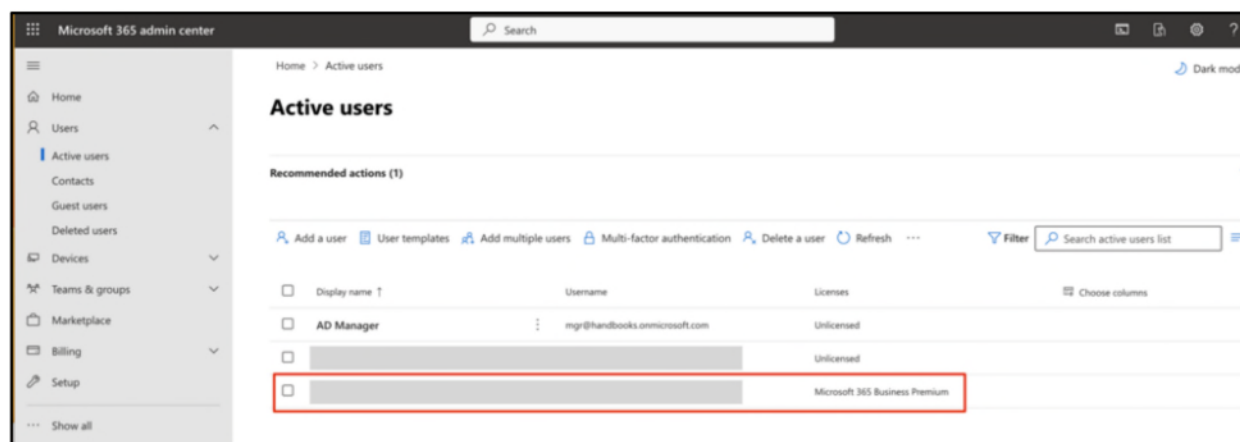 Microsoft 365 admin center
Search
?
Home > Active users
Dark mod
Home
Active users
Users
Active users
Contacts
Recommended actions (1)
Guest users
Deleted users
Add a user User templates Add multiple users Multi-factor authentication Delete a user Refresh ... Filter Search active users list
Devices
Teams & groups
Display name ↑ Username Licenses Choose columns
Marketplace
AD Manager mgr@handbooks.onmicrosoft.com Unlicensed
Billing
Unlicensed
Setup
Microsoft 365 Business Premium
... Show all